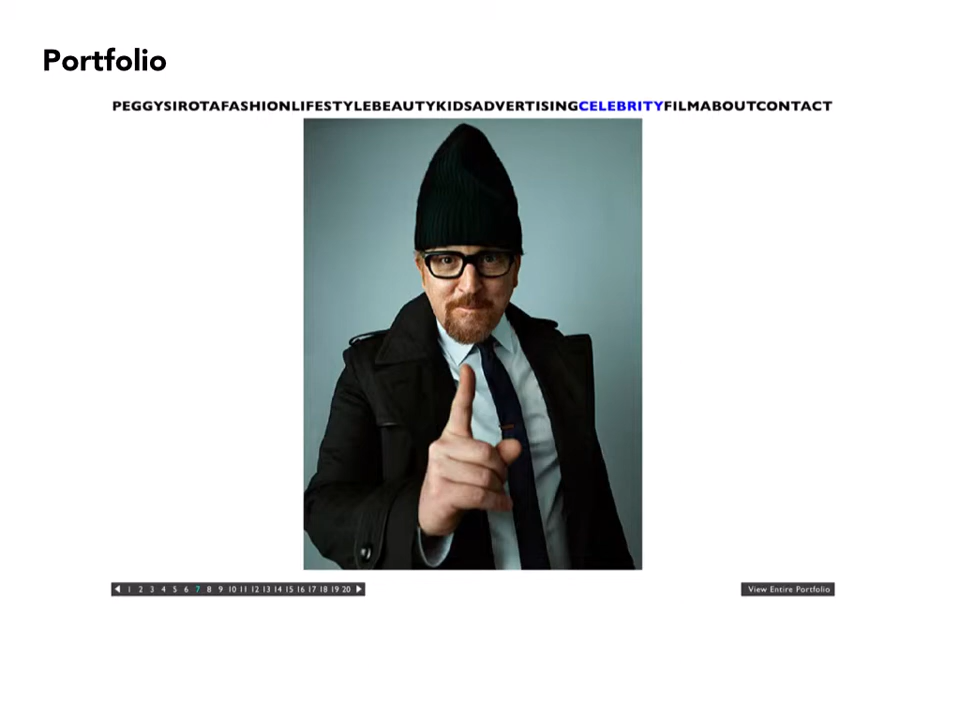 Portfolio
PEGGYSIROTAFASHIONLIFESTYLEBEAUTYKIDSADVERTISINGCELEBRITYFILMABOUTCONTACT
1 2 3 4 5 6 7 8 9 10 11 12 13 14 15 16 17 18 19 20
View Entire Portfolio